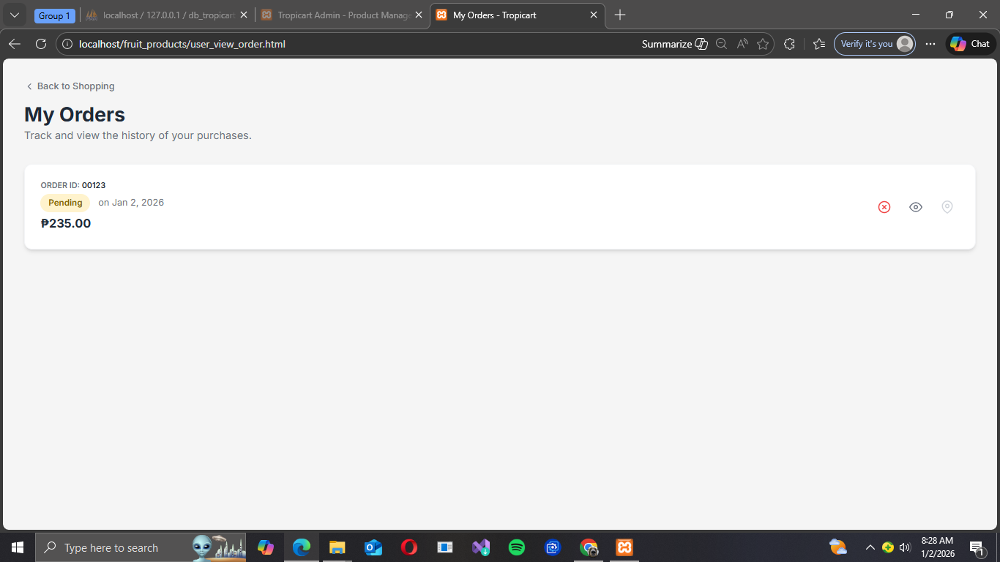 Group 1
localhost / 127.0.0.1 / db_tropicart
Tropicart Admin - Product Manage
My Orders - Tropicart
localhost/fruit_products/user_view_order.html
Summarize
Verify it's you
Chat
Back to Shopping
My Orders
Track and view the history of your purchases.
ORDER ID: 00123
Pending on Jan 2, 2026
₱235.00
Type here to search
8:28 AM
1/2/2026
1